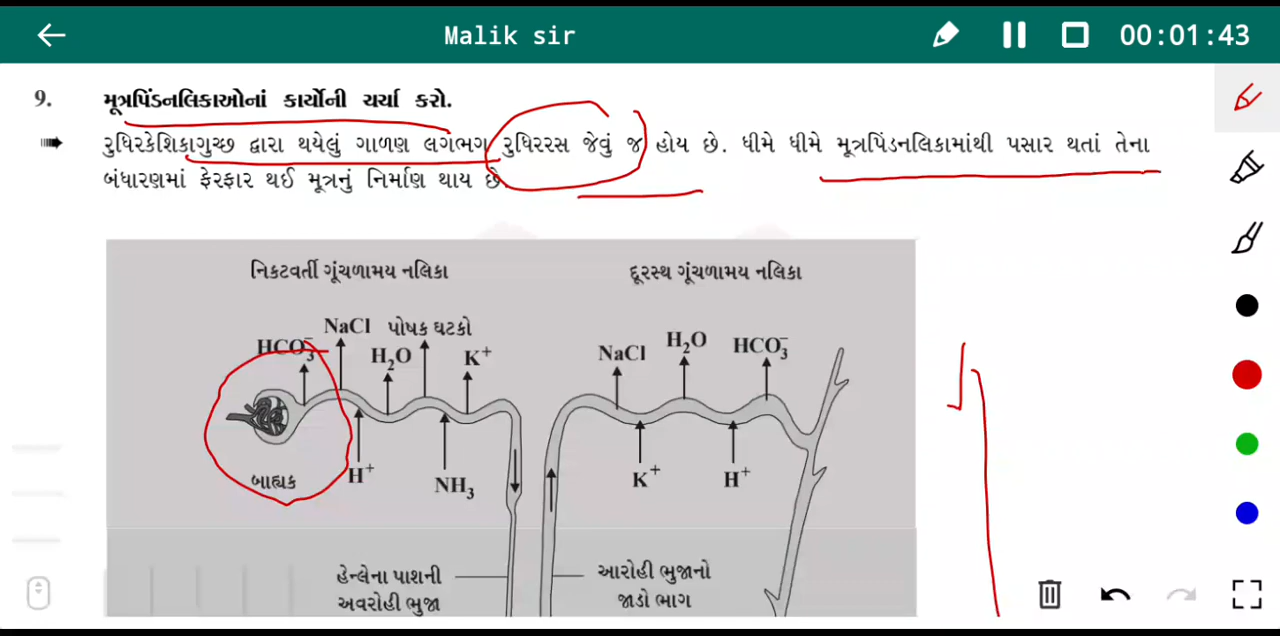 Malik sir
00:01:43
9. મૂત્રપિંડનલિકાઓનાં કાર્યોની ચર્ચા કરો.
રુધિરકેશિકાગુચ્છ દ્વારા થયેલું ગાળણ લગભગ રુધિરરસ જેવું જ હોય છે. ધીમે ધીમે મૂત્રપિંડનલિકામાંથી પસાર થતાં તેના
બંધારણમાં ફેરફાર થઈ મૂત્રનું નિર્માણ થાય છે.
નિકટવર્તી ગૂંચળામય નલિકા
દૂરસ્થ ગૂંચળામય નલિકા
HCO₃⁻ NaCl H₂O પોષક ઘટકો K⁺
NaCl H₂O HCO₃⁻
બાહ્યક H⁺ NH₃
K⁺ H⁺
હેન્લેના પાશની
અવરોહી ભુજા
આરોહી ભુજાનો
જાડો ભાગ